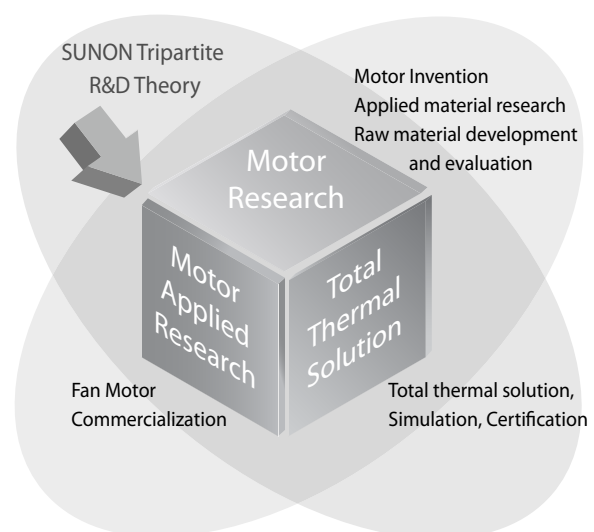 SUNON Tripartite
R&D Theory
Motor Invention
Applied material research
Raw material development
and evaluation
Motor
Research
Motor
Applied
Research
Total
Thermal
Solution
Fan Motor
Commercialization
Total thermal solution,
Simulation, Certification